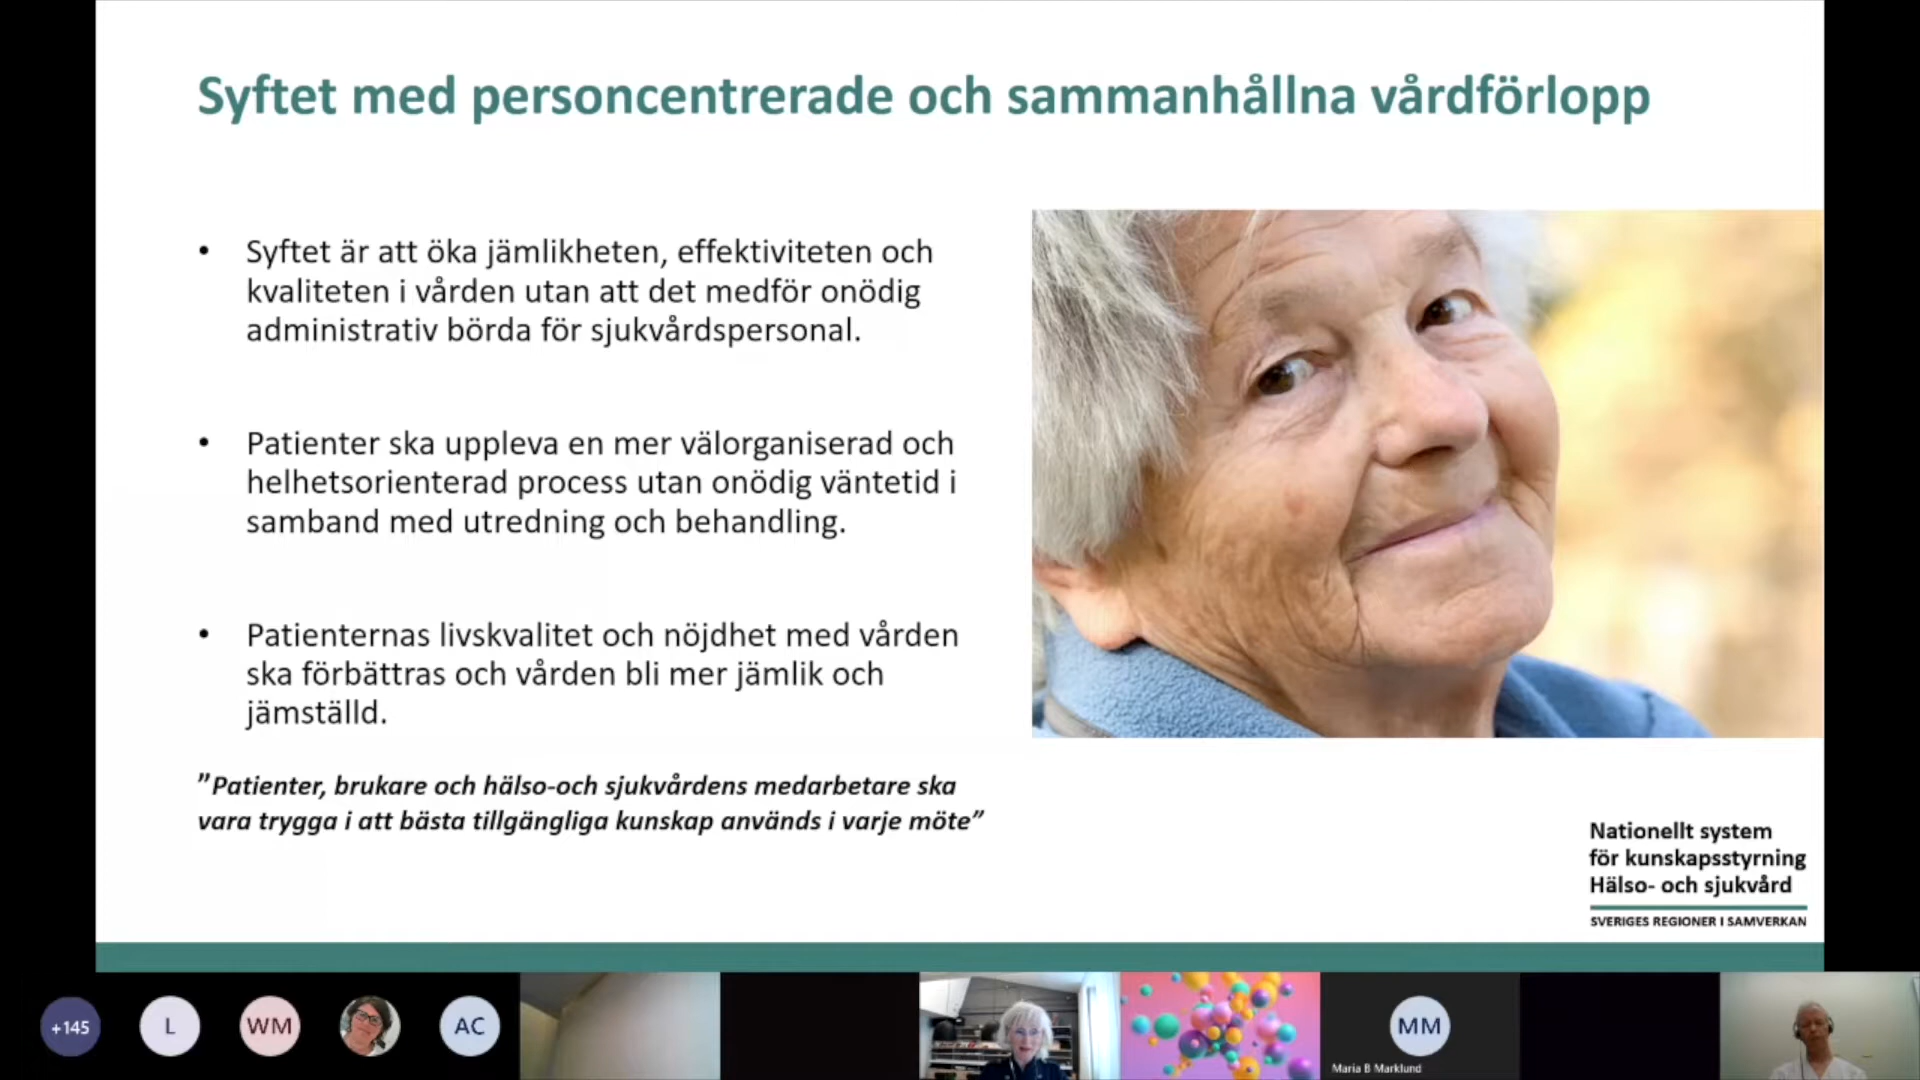 Syftet med personcentrerade och sammanhållna vårdförlopp
• Syftet är att öka jämlikheten, effektiviteten och
kvaliteten i vården utan att det medför onödig
administrativ börda för sjukvårdspersonal.
• Patienter ska uppleva en mer välorganiserad och
helhetsorienterad process utan onödig väntetid i
samband med utredning och behandling.
• Patienternas livskvalitet och nöjdhet med vården
ska förbättras och vården bli mer jämlik och
jämställd.
”Patienter, brukare och hälso-och sjukvårdens medarbetare ska
vara trygga i att bästa tillgängliga kunskap används i varje möte”
Nationellt system
för kunskapsstyrning
Hälso- och sjukvård
SVERIGES REGIONER I SAMVERKAN
+145
L
WM
AC
MM
Maria B Marklund